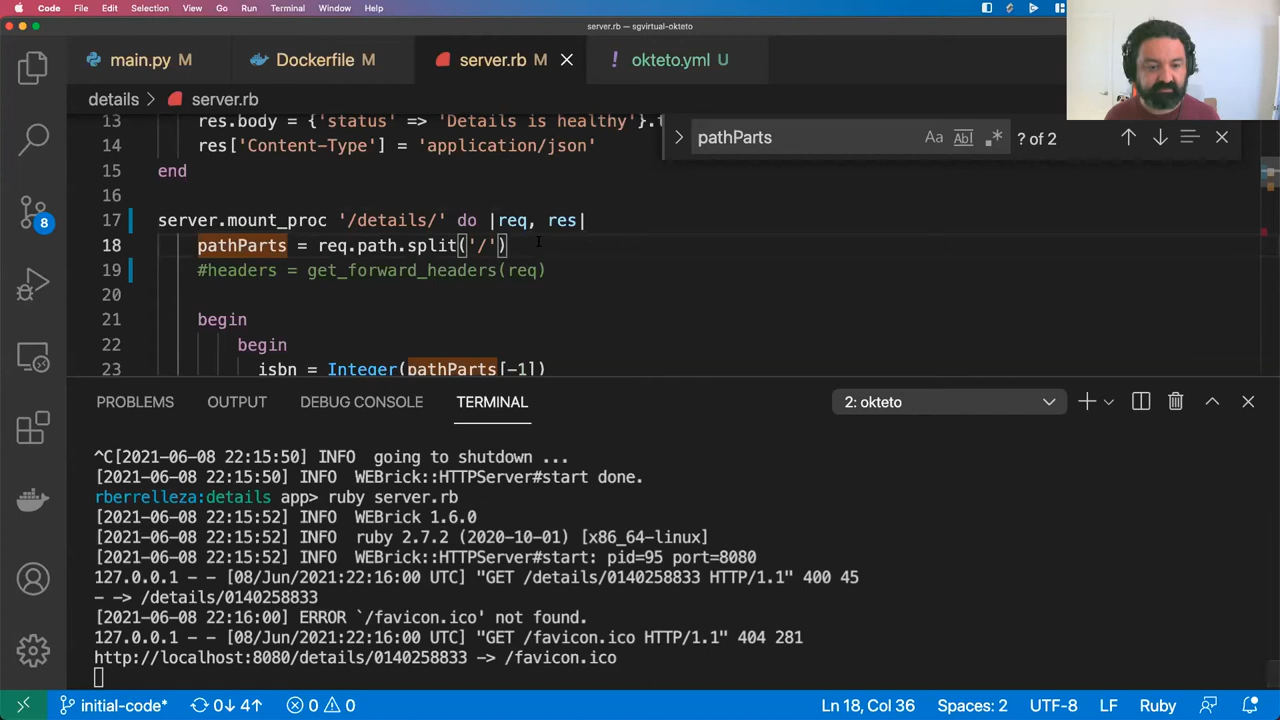 Code File Edit Selection View Go Run Terminal Window Help
server.rb — sgvirtual-okteto
main.py M Dockerfile M server.rb M okteto.yml U
details > server.rb
pathParts Aa Ab| .* ? of 2
13 res.body = {'status' => 'Details is healthy'}.t
14 res['Content-Type'] = 'application/json'
15 end
16
17 server.mount_proc '/details/' do |req, res|
18 pathParts = req.path.split('/')
19 #headers = get_forward_headers(req)
20
21 begin
22 begin
23 isbn = Integer(pathParts[-1])
8
PROBLEMS OUTPUT DEBUG CONSOLE TERMINAL 2: okteto
^C[2021-06-08 22:15:50] INFO going to shutdown ...
[2021-06-08 22:15:50] INFO WEBrick::HTTPServer#start done.
rberrelleza:details app> ruby server.rb
[2021-06-08 22:15:52] INFO WEBrick 1.6.0
[2021-06-08 22:15:52] INFO ruby 2.7.2 (2020-10-01) [x86_64-linux]
[2021-06-08 22:15:52] INFO WEBrick::HTTPServer#start: pid=95 port=8080
127.0.0.1 - - [08/Jun/2021:22:16:00 UTC] "GET /details/0140258833 HTTP/1.1" 400 45
- -> /details/0140258833
[2021-06-08 22:16:00] ERROR `/favicon.ico' not found.
127.0.0.1 - - [08/Jun/2021:22:16:00 UTC] "GET /favicon.ico HTTP/1.1" 404 281
http://localhost:8080/details/0140258833 -> /favicon.ico
initial-code* 0↓ 4↑ 0 0 Ln 18, Col 36 Spaces: 2 UTF-8 LF Ruby